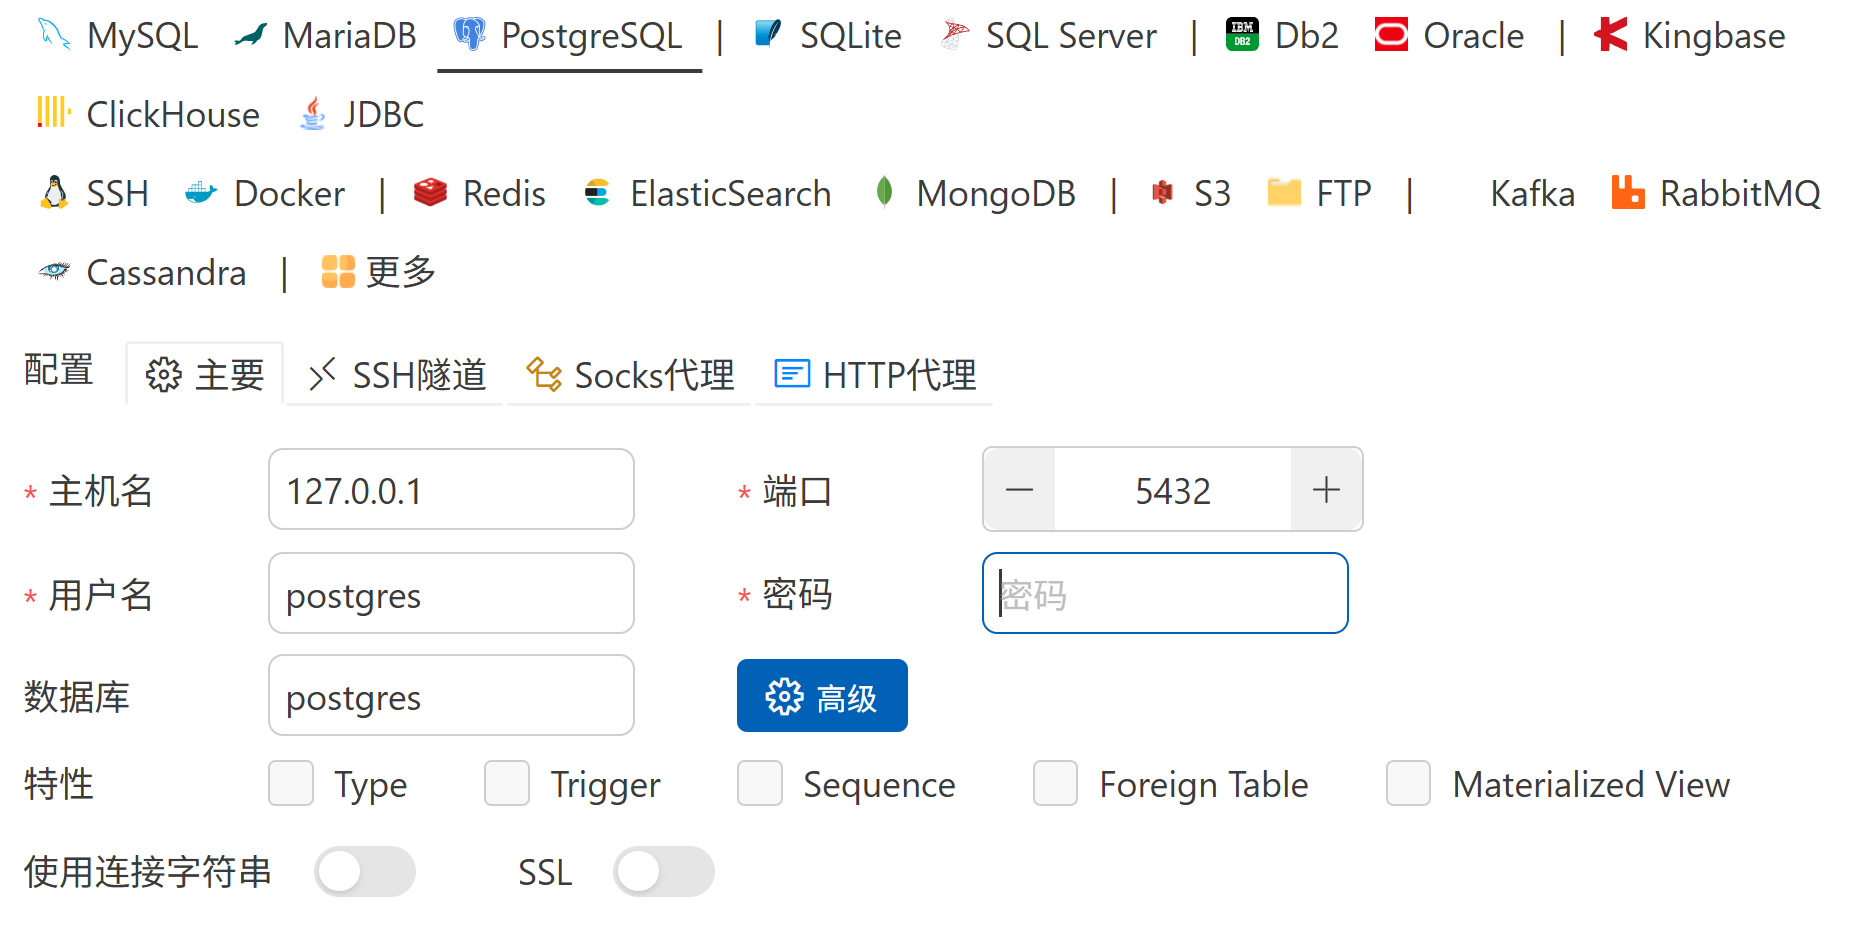 MySQL MariaDB PostgreSQL | SQLite SQL Server | IBM DB2 Db2 Oracle | Kingbase
ClickHouse JDBC
SSH Docker | Redis ElasticSearch MongoDB | S3 FTP | Kafka RabbitMQ
Cassandra | 更多
配置 主要 SSH隧道 Socks代理 HTTP代理
* 主机名 127.0.0.1 * 端口 — 5432 +
* 用户名 postgres * 密码 密码
数据库 postgres 高级
特性 Type Trigger Sequence Foreign Table Materialized View
使用连接字符串 SSL